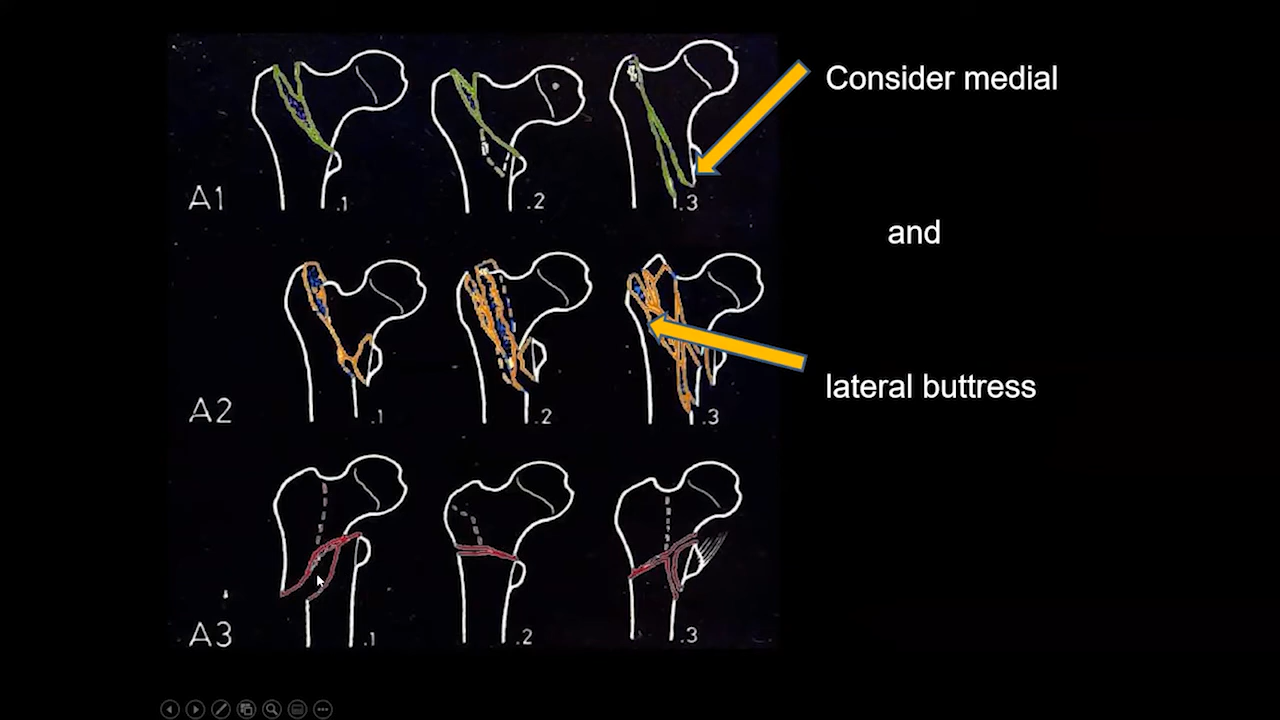 Consider medial
A1
.1
.2
.3
and
A2
.1
.2
.3
lateral buttress
A3
.1
.2
.3